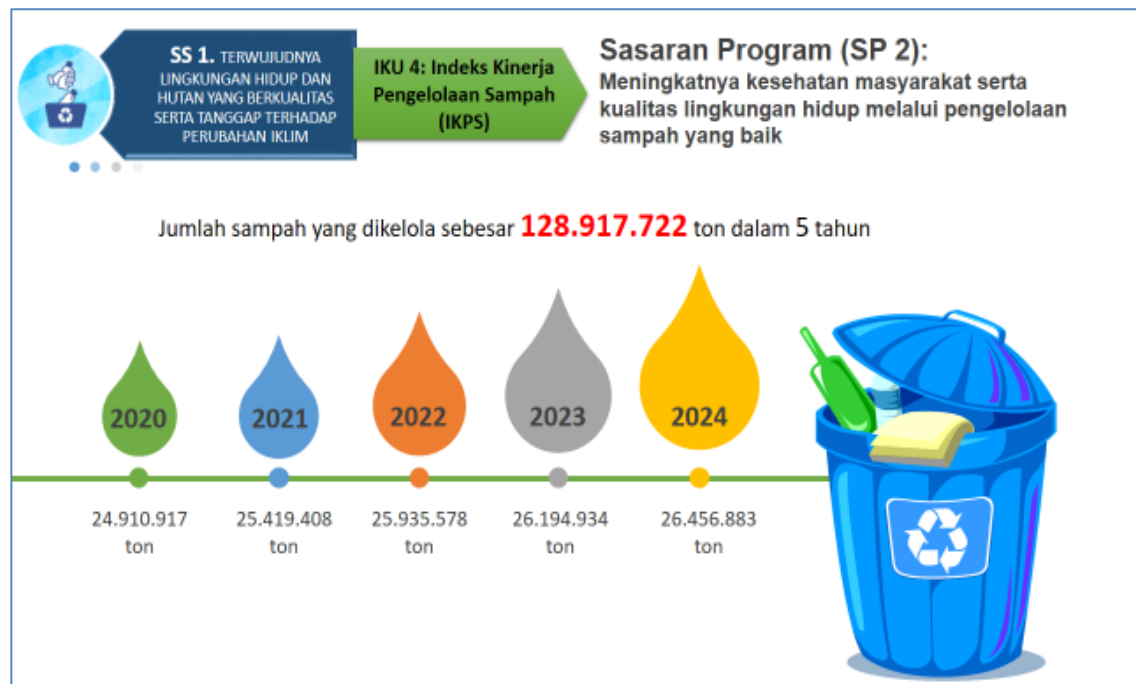 SS 1. TERWUJUDNYA
LINGKUNGAN HIDUP DAN
HUTAN YANG BERKUALITAS
SERTA TANGGAP TERHADAP
PERUBAHAN IKLIM
IKU 4: Indeks Kinerja
Pengelolaan Sampah
(IKPS)
Sasaran Program (SP 2):
Meningkatnya kesehatan masyarakat serta
kualitas lingkungan hidup melalui pengelolaan
sampah yang baik
Jumlah sampah yang dikelola sebesar 128.917.722 ton dalam 5 tahun
2020
2021
2022
2023
2024
24.910.917
ton
25.419.408
ton
25.935.578
ton
26.194.934
ton
26.456.883
ton